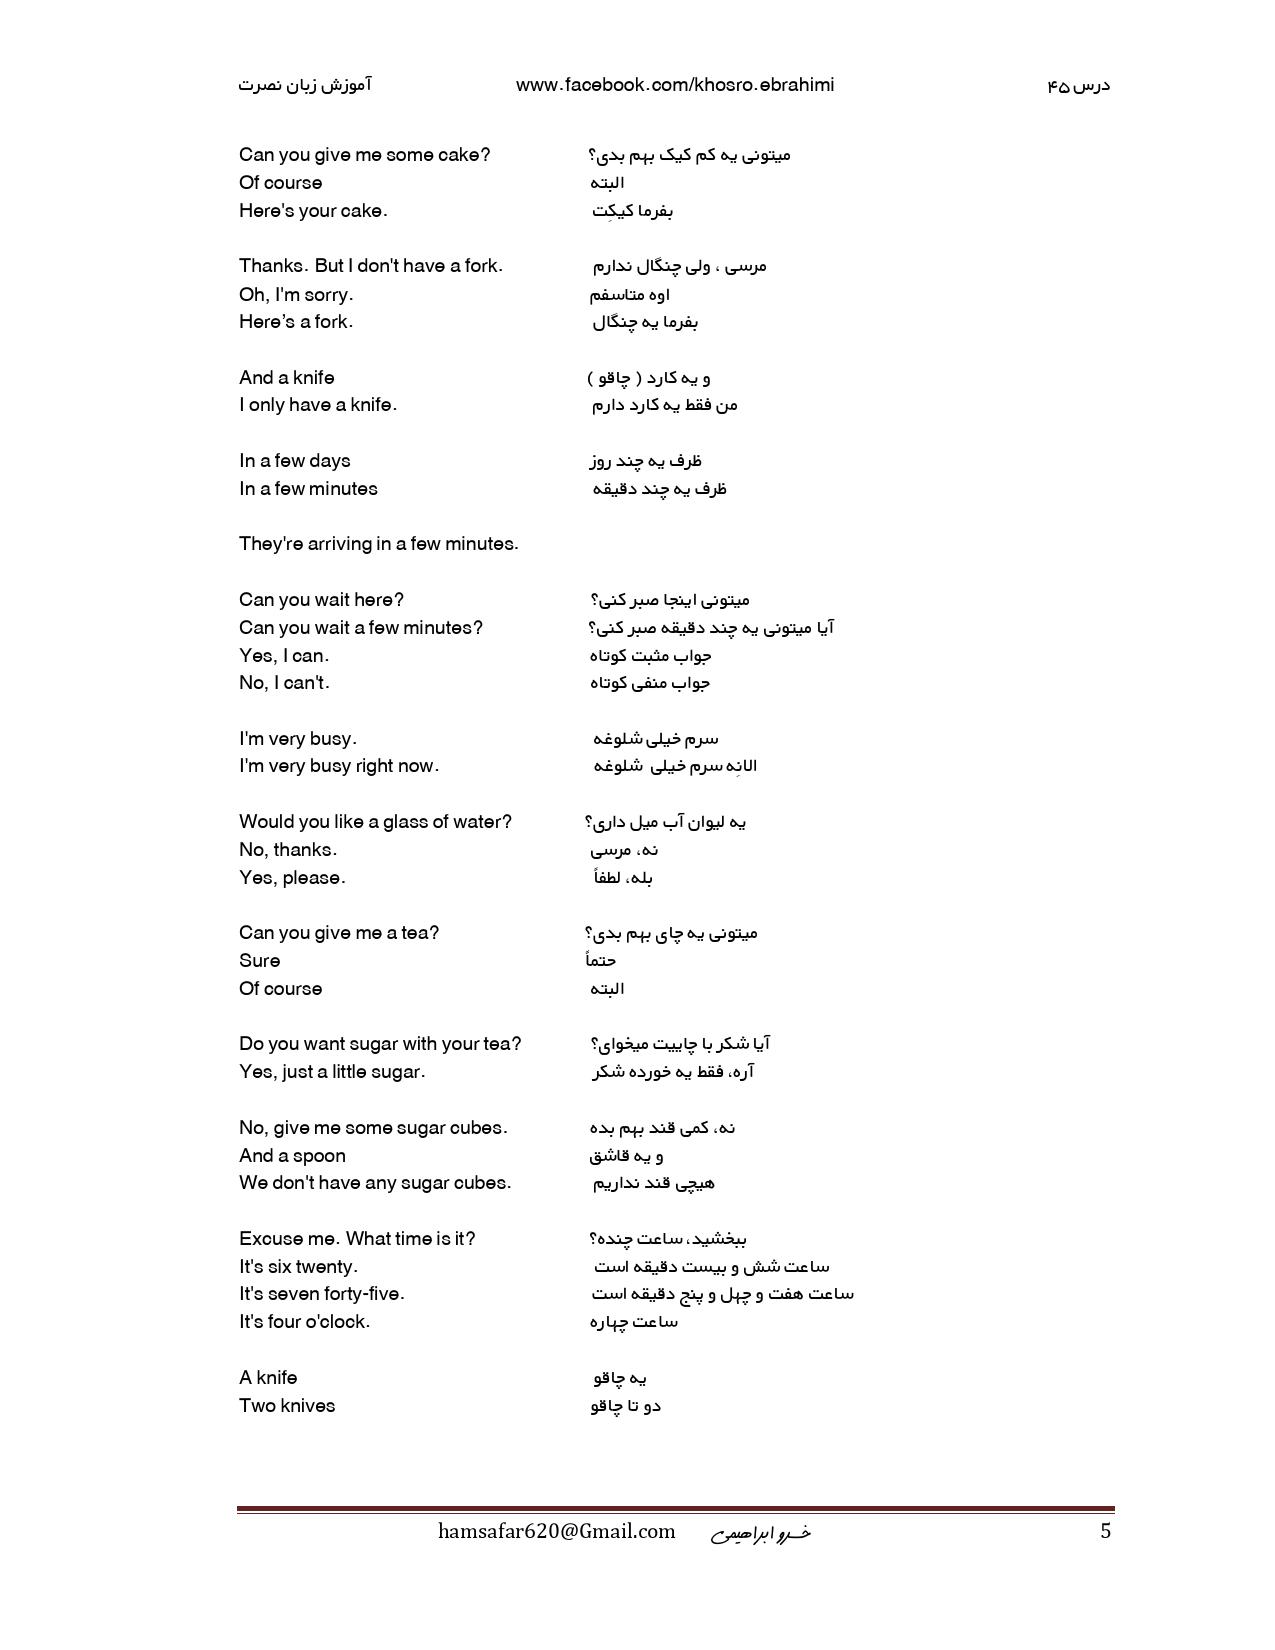 آموزش زبان نصرت www.facebook.com/khosro.ebrahimi درس ۴۵
Can you give me some cake? میتونی یه کم کیک بهم بدی؟
Of course البته
Here's your cake. بفرما کیکِت
Thanks. But I don't have a fork. مرسی ، ولی چنگال ندارم
Oh, I'm sorry. اوه متاسفم
Here’s a fork. بفرما یه چنگال
And a knife و یه کارد ( چاقو )
I only have a knife. من فقط یه کارد دارم
In a few days ظرف یه چند روز
In a few minutes ظرف یه چند دقیقه
They're arriving in a few minutes.
Can you wait here? میتونی اینجا صبر کنی؟
Can you wait a few minutes? آیا میتونی یه چند دقیقه صبر کنی؟
Yes, I can. جواب مثبت کوتاه
No, I can't. جواب منفی کوتاه
I'm very busy. سرم خیلی شلوغه
I'm very busy right now. الانِه سرم خیلی شلوغه
Would you like a glass of water? یه لیوان آب میل داری؟
No, thanks. نه، مرسی
Yes, please. بله، لطفاً
Can you give me a tea? میتونی یه چای بهم بدی؟
Sure حتماً
Of course البته
Do you want sugar with your tea? آیا شکر با چاییت میخوای؟
Yes, just a little sugar. آره، فقط یه خورده شکر
No, give me some sugar cubes. نه، کمی قند بهم بده
And a spoon و یه قاشق
We don't have any sugar cubes. هیچی قند نداریم
Excuse me. What time is it? ببخشید، ساعت چنده؟
It's six twenty. ساعت شش و بیست دقیقه است
It's seven forty-five. ساعت هفت و چهل و پنج دقیقه است
It's four o'clock. ساعت چهاره
A knife یه چاقو
Two knives دو تا چاقو
hamsafar620@Gmail.com خسرو ابراهیمی 5